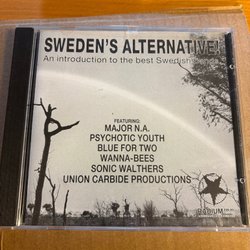 SWEDEN'S ALTERNATIVE!
An introduction to the best Swedish
FEATURING:
MAJOR N.A.
PSYCHOTIC YOUTH
BLUE FOR TWO
WANNA-BEES
SONIC WALTHERS
UNION CARBIDE PRODUCTIONS
RADIUM